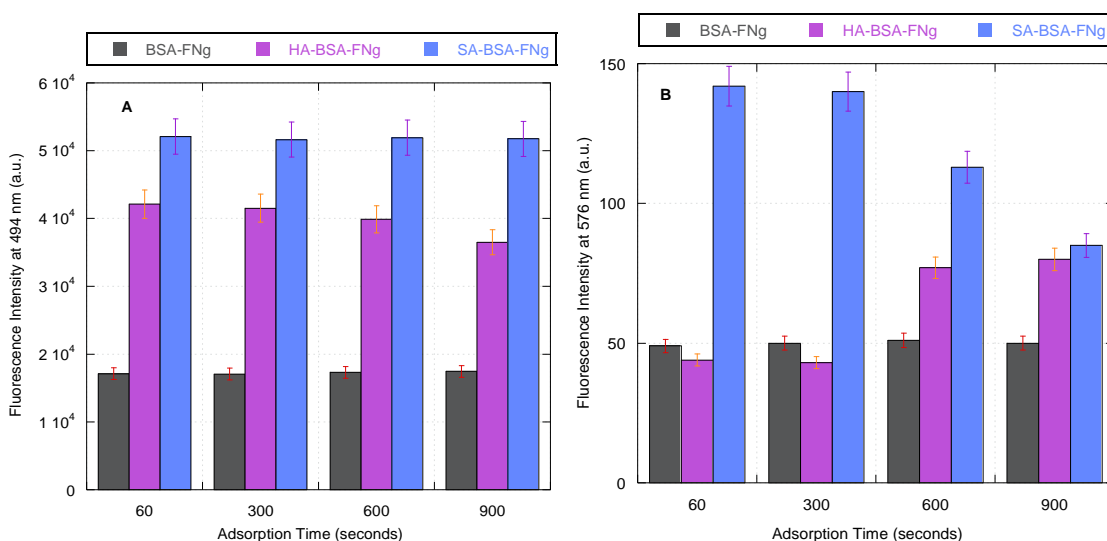 BSA-FNg HA-BSA-FNg SA-BSA-FNg
A
Fluorescence Intensity at 494 nm (a.u.)
6 10^4
5 10^4
4 10^4
3 10^4
2 10^4
1 10^4
0
60 300 600 900
Adsorption Time (seconds)
BSA-FNg HA-BSA-FNg SA-BSA-FNg
B
Fluorescence Intensity at 576 nm (a.u.)
150
100
50
0
60 300 600 900
Adsorption Time (seconds)